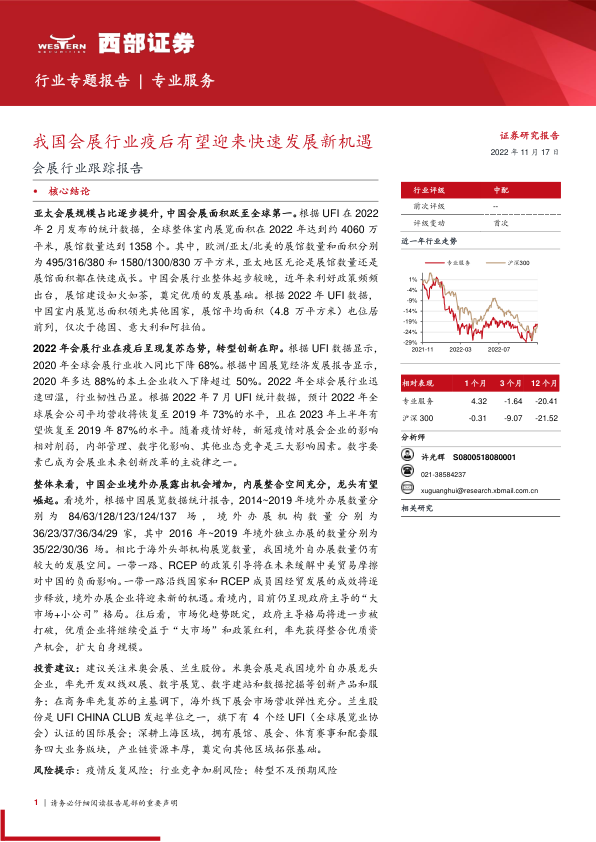 WESTERN
SECURITIES
西部证券
行业专题报告 | 专业服务
我国会展行业疫后有望迎来快速发展新机遇
会展行业跟踪报告
• 核心结论
亚太会展规模占比逐步提升，中国会展面积跃至全球第一。根据 UFI 在 2022
年 2 月发布的统计数据，全球整体室内展览面积在 2022 年达到约 4060 万
平米，展馆数量达到 1358 个。其中，欧洲/亚太/北美的展馆数量和面积分别
为 495/316/380 和 1580/1300/830 万平方米，亚太地区无论是展馆数量还是
展馆面积都在快速成长。中国会展行业整体起步较晚，近年来利好政策频频
出台，展馆建设如火如荼，奠定优质的发展基础。根据 2022 年 UFI 数据，
中国室内展览总面积领先其他国家，展馆平均面积（4.8 万平方米）也位居
前列，仅次于德国、意大利和阿拉伯。
2022 年会展行业在疫后呈现复苏态势，转型创新在即。根据 UFI 数据显示，
2020 年全球会展行业收入同比下降 68%。根据中国展览经济发展报告显示，
2020 年多达 88%的本土企业收入下降超过 50%。2022 年全球会展行业迅
速回温，行业韧性凸显。根据 2022 年 7 月 UFI 统计数据，预计 2022 年全
球展会公司平均营收将恢复至 2019 年 73%的水平，且在 2023 年上半年有
望恢复至 2019 年 87%的水平。随着疫情好转，新冠疫情对展会企业的影响
相对削弱，内部管理、数字化影响、其他业态竞争是三大影响因素。数字要
素已成为会展业未来创新改革的主旋律之一。
整体来看，中国企业境外办展露出机会增加，内展整合空间充分，龙头有望
崛起。看境外，根据中国展览数据统计报告，2014~2019 年境外办展数量分
别为 84/63/128/123/124/137 场，境外办展机构数量分别为
36/23/37/36/34/29 家，其中 2016 年~2019 年境外独立办展的数量分别为
35/22/30/36 场。相比于海外头部机构展览数量，我国境外自办展数量仍有
较大的发展空间。一带一路、RCEP 的政策引导将在未来缓解中美贸易摩擦
对中国的负面影响。一带一路沿线国家和 RCEP 成员国经贸发展的成效将逐
步释放，境外办展企业将迎来新的机遇。看境内，目前仍呈现政府主导的“大
市场+小公司”格局。往后看，市场化趋势既定，政府主导格局将进一步被
打破，优质企业将继续受益于“大市场”和政策红利，率先获得整合优质资
产机会，扩大自身规模。
投资建议：建议关注米奥会展、兰生股份。米奥会展是我国境外自办展龙头
企业，率先开发双线双展、数字展览、数字建站和数据挖掘等创新产品和服
务；在商务率先复苏的主基调下，海外线下展会市场营收弹性充分。兰生股
份是 UFI CHINA CLUB 发起单位之一，旗下有 4 个经 UFI（全球展览业协
会）认证的国际展会；深耕上海区域，拥有展馆、展会、体育赛事和配套服
务四大业务版块，产业链资源丰厚，奠定向其他区域拓张基础。
风险提示：疫情反复风险；行业竞争加剧风险；转型不及预期风险
证券研究报告
2022 年 11 月 17 日
行业评级 中配
前次评级 --
评级变动 首次
近一年行业走势
专业服务 沪深300
1%
-4%
-9%
-14%
-19%
-24%
-29%
2021-11 2022-03 2022-07
相对表现 1 个月 3 个月 12 个月
专业服务 4.32 -1.64 -20.41
沪深 300 -0.31 -9.07 -21.52
分析师
许光辉 S0800518080001
021-38584237
xuguanghui@research.xbmail.com.cn
相关研究
1 | 请务必仔细阅读报告尾部的重要声明